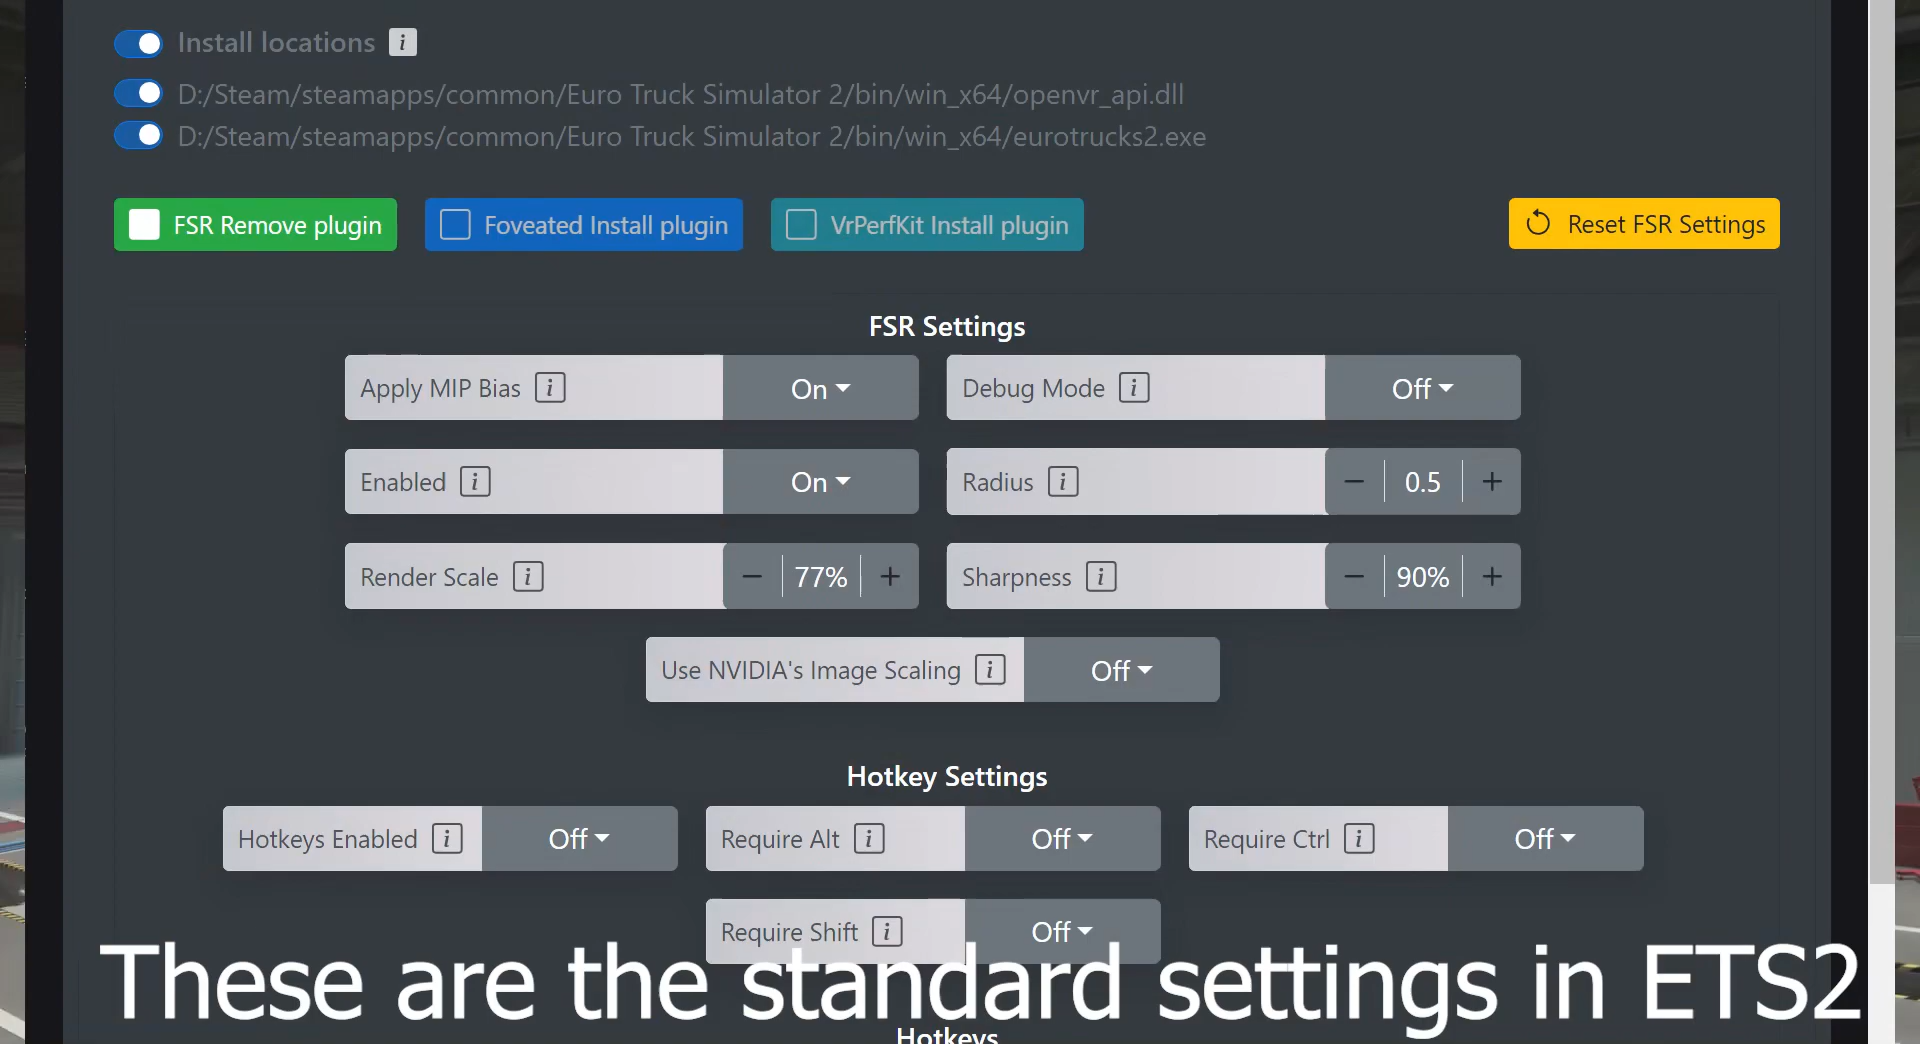 Install locations i
D:/Steam/steamapps/common/Euro Truck Simulator 2/bin/win_x64/openvr_api.dll
D:/Steam/steamapps/common/Euro Truck Simulator 2/bin/win_x64/eurotrucks2.exe
FSR Remove plugin Foveated Install plugin VrPerfKit Install plugin Reset FSR Settings
FSR Settings
Apply MIP Bias i On Debug Mode i Off
Enabled i On Radius i − 0.5 +
Render Scale i − 77% + Sharpness i − 90% +
Use NVIDIA's Image Scaling i Off
Hotkey Settings
Hotkeys Enabled i Off Require Alt i Off Require Ctrl i Off
Require Shift i Off
These are the standard settings in ETS2
Hotkeys